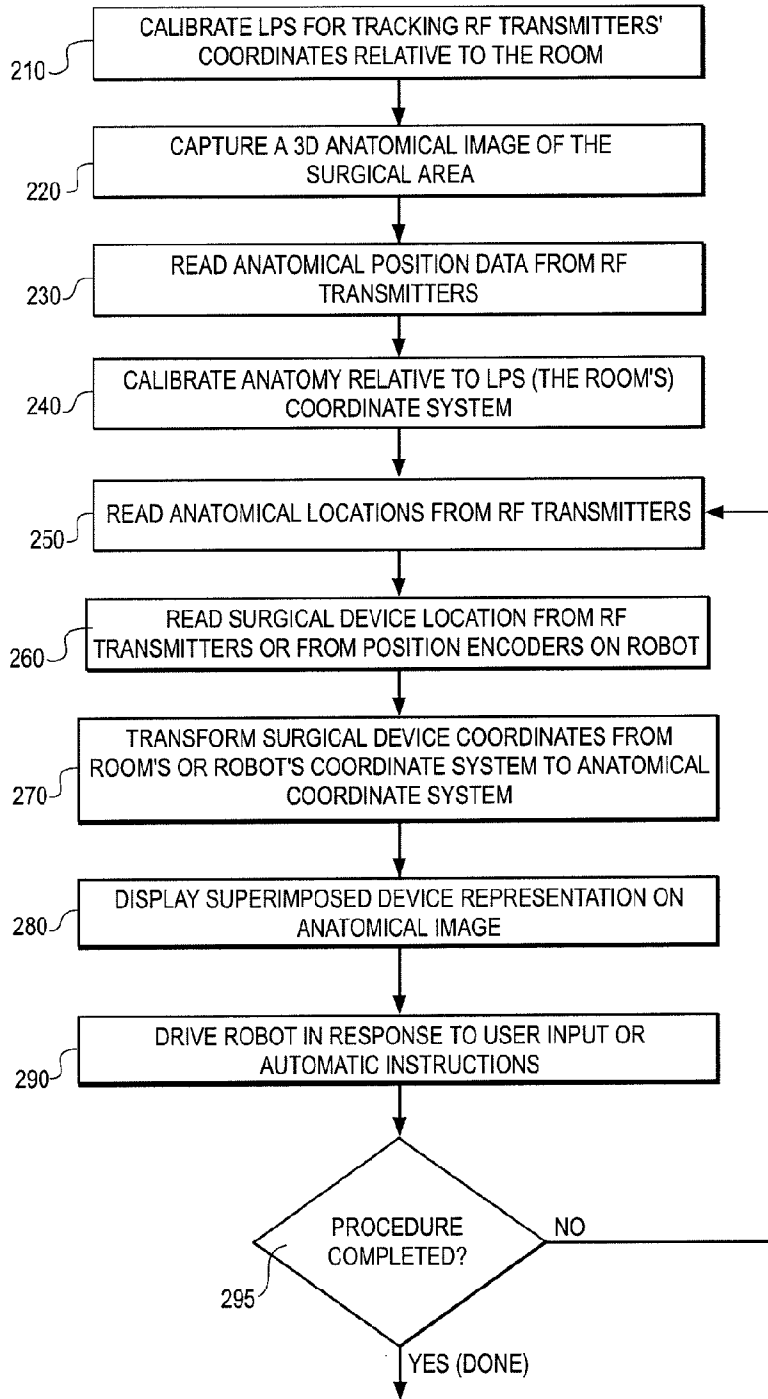 CALIBRATE LPS FOR TRACKING RF TRANSMITTERS'
COORDINATES RELATIVE TO THE ROOM
210
CAPTURE A 3D ANATOMICAL IMAGE OF THE
SURGICAL AREA
220
READ ANATOMICAL POSITION DATA FROM RF
TRANSMITTERS
230
CALIBRATE ANATOMY RELATIVE TO LPS (THE ROOM'S)
COORDINATE SYSTEM
240
READ ANATOMICAL LOCATIONS FROM RF TRANSMITTERS
250
READ SURGICAL DEVICE LOCATION FROM RF
TRANSMITTERS OR FROM POSITION ENCODERS ON ROBOT
260
TRANSFORM SURGICAL DEVICE COORDINATES FROM
ROOM'S OR ROBOT'S COORDINATE SYSTEM TO ANATOMICAL
COORDINATE SYSTEM
270
DISPLAY SUPERIMPOSED DEVICE REPRESENTATION ON
ANATOMICAL IMAGE
280
DRIVE ROBOT IN RESPONSE TO USER INPUT OR
AUTOMATIC INSTRUCTIONS
290
PROCEDURE
COMPLETED?
NO
295
YES (DONE)